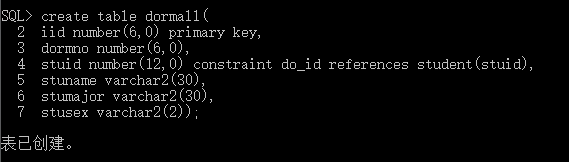 SQL> create table dormall(
2 iid number(6,0) primary key,
3 dormno number(6,0),
4 stuid number(12,0) constraint do_id references student(stuid),
5 stuname varchar2(30),
6 stumajor varchar2(30),
7 stusex varchar2(2));
表已创建。